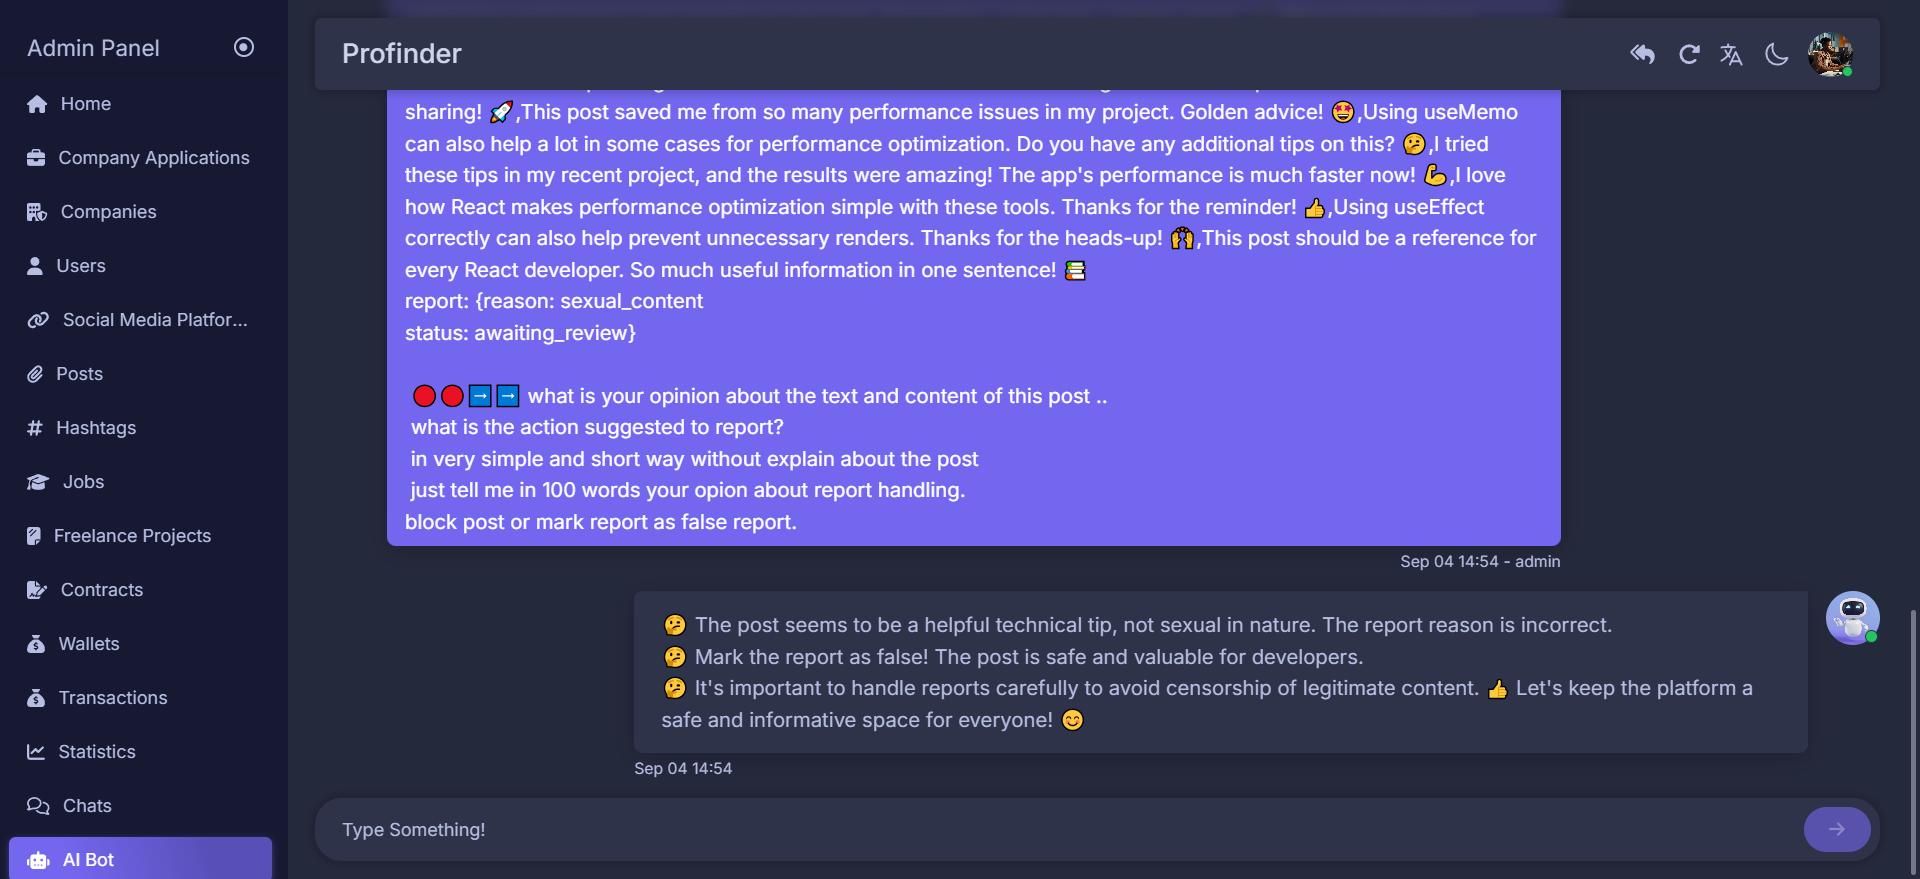 Admin Panel
Home
Company Applications
Companies
Users
Social Media Platfor...
Posts
Hashtags
Jobs
Freelance Projects
Contracts
Wallets
Transactions
Statistics
Chats
AI Bot
Profinder
sharing! 🚀,This post saved me from so many performance issues in my project. Golden advice! 🤩,Using useMemo
can also help a lot in some cases for performance optimization. Do you have any additional tips on this? 🤔,I tried
these tips in my recent project, and the results were amazing! The app's performance is much faster now! 💪,I love
how React makes performance optimization simple with these tools. Thanks for the reminder! 👍,Using useEffect
correctly can also help prevent unnecessary renders. Thanks for the heads-up! 🙌,This post should be a reference for
every React developer. So much useful information in one sentence! 📚
report: {reason: sexual_content
status: awaiting_review}
🔴🔴➡️➡️ what is your opinion about the text and content of this post ..
what is the action suggested to report?
in very simple and short way without explain about the post
just tell me in 100 words your opion about report handling.
block post or mark report as false report.
Sep 04 14:54 - admin
🤔 The post seems to be a helpful technical tip, not sexual in nature. The report reason is incorrect.
🤔 Mark the report as false! The post is safe and valuable for developers.
🤔 It's important to handle reports carefully to avoid censorship of legitimate content. 👍 Let's keep the platform a
safe and informative space for everyone! 😊
Sep 04 14:54
Type Something!